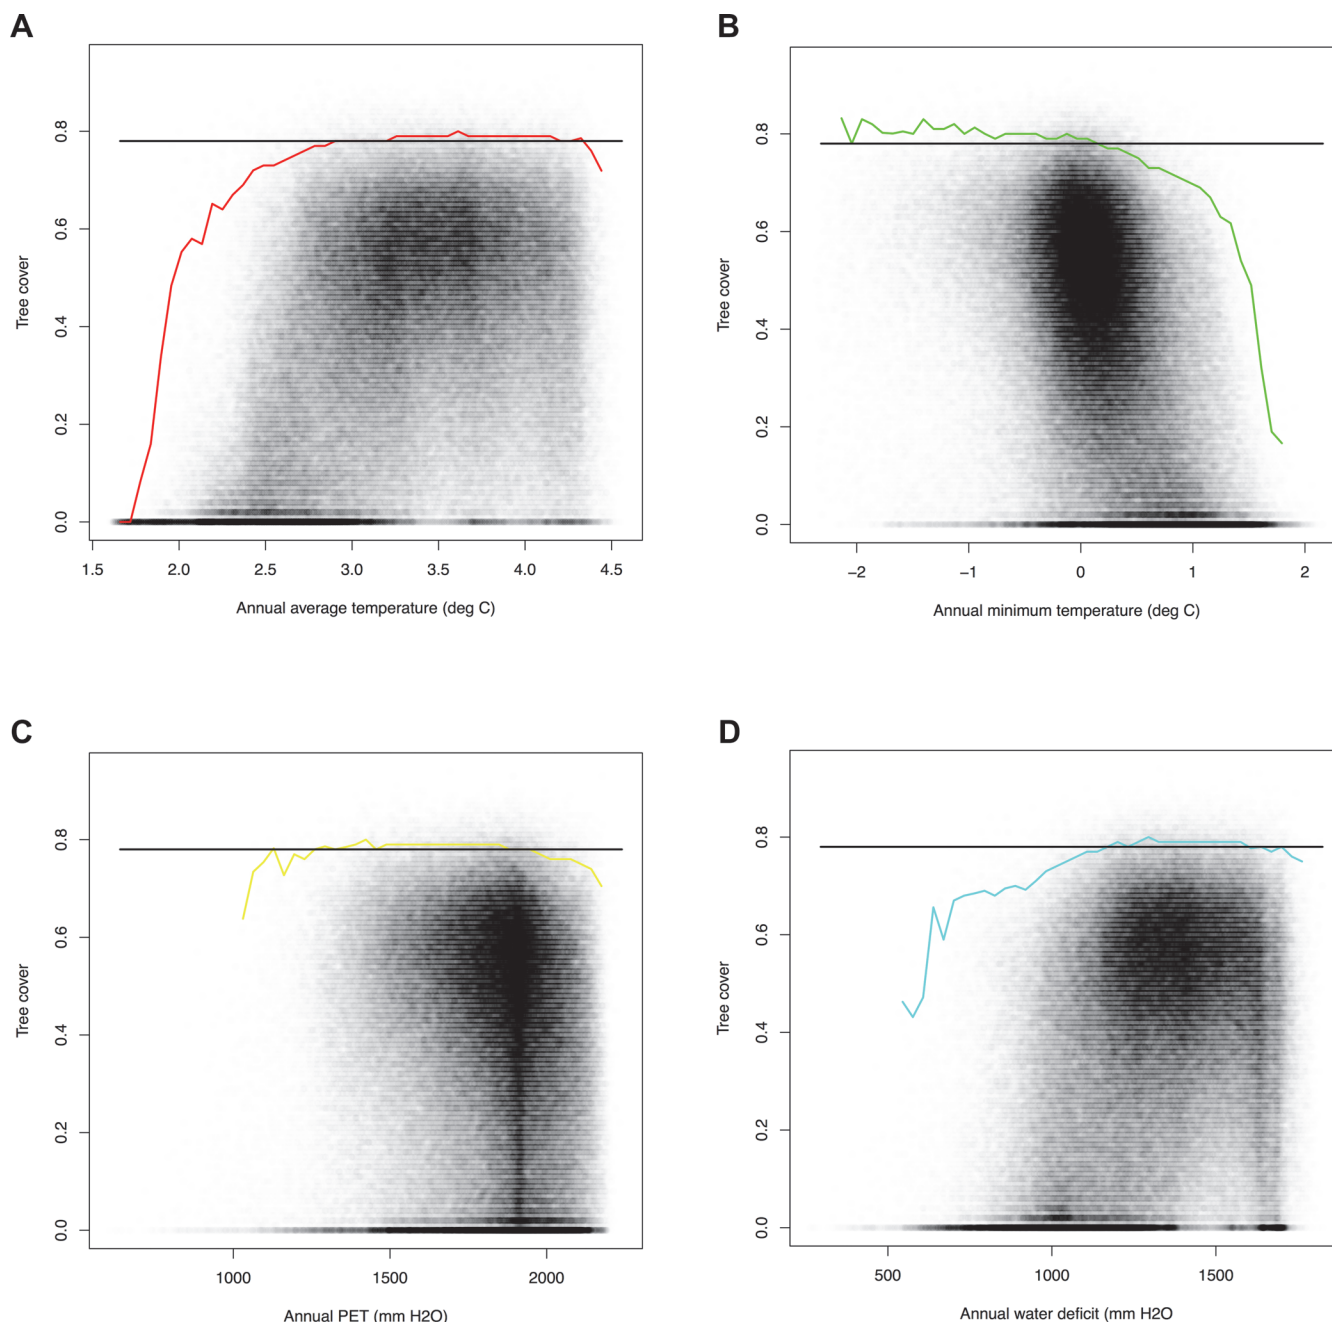 A
Tree cover
0.8
0.6
0.4
0.2
0.0
1.5 2.0 2.5 3.0 3.5 4.0 4.5
Annual average temperature (deg C)
B
Tree cover
0.8
0.6
0.4
0.2
0.0
−2 −1 0 1 2
Annual minimum temperature (deg C)
C
Tree cover
0.8
0.6
0.4
0.2
0.0
1000 1500 2000
Annual PET (mm H2O)
D
Tree cover
0.8
0.6
0.4
0.2
0.0
500 1000 1500
Annual water deficit (mm H2O